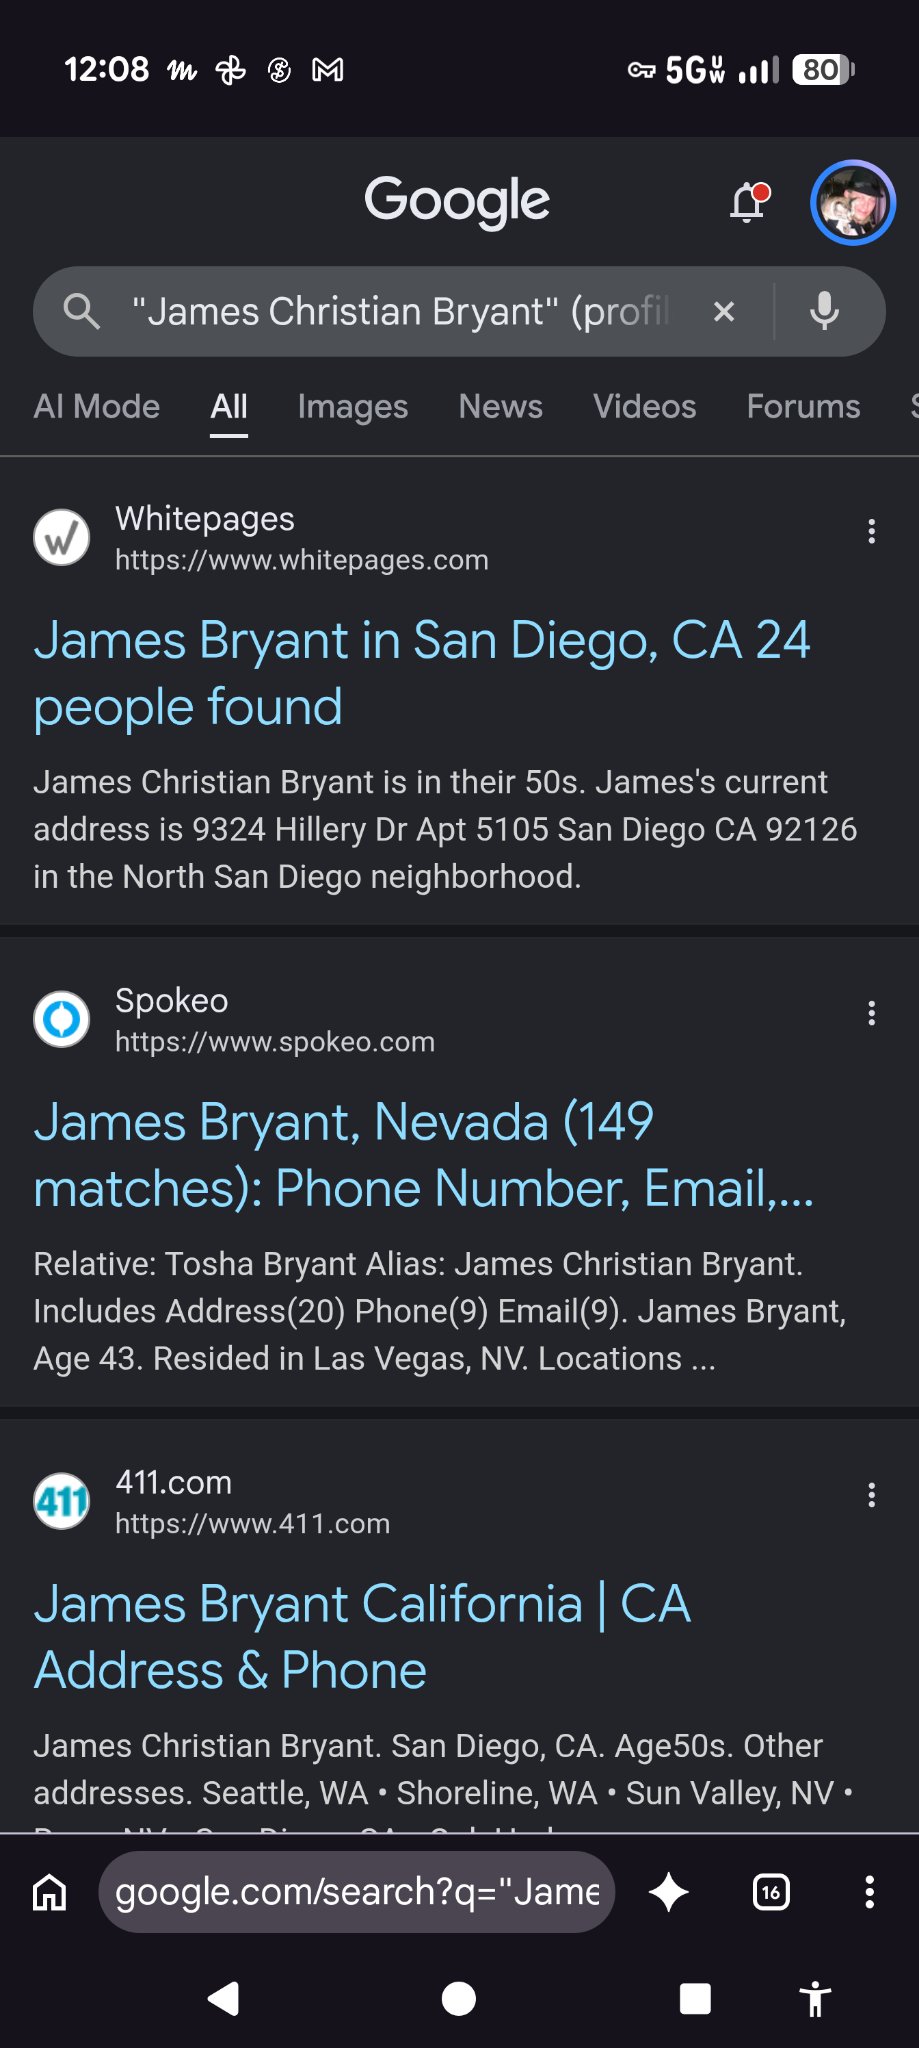 12:08
5G UW
80
Google
"James Christian Bryant" (profil
AI Mode All Images News Videos Forums
Whitepages
https://www.whitepages.com
James Bryant in San Diego, CA 24
people found
James Christian Bryant is in their 50s. James's current
address is 9324 Hillery Dr Apt 5105 San Diego CA 92126
in the North San Diego neighborhood.
Spokeo
https://www.spokeo.com
James Bryant, Nevada (149
matches): Phone Number, Email,...
Relative: Tosha Bryant Alias: James Christian Bryant.
Includes Address(20) Phone(9) Email(9). James Bryant,
Age 43. Resided in Las Vegas, NV. Locations ...
411
411.com
https://www.411.com
James Bryant California | CA
Address & Phone
James Christian Bryant. San Diego, CA. Age50s. Other
addresses. Seattle, WA • Shoreline, WA • Sun Valley, NV •
google.com/search?q="Jame
16